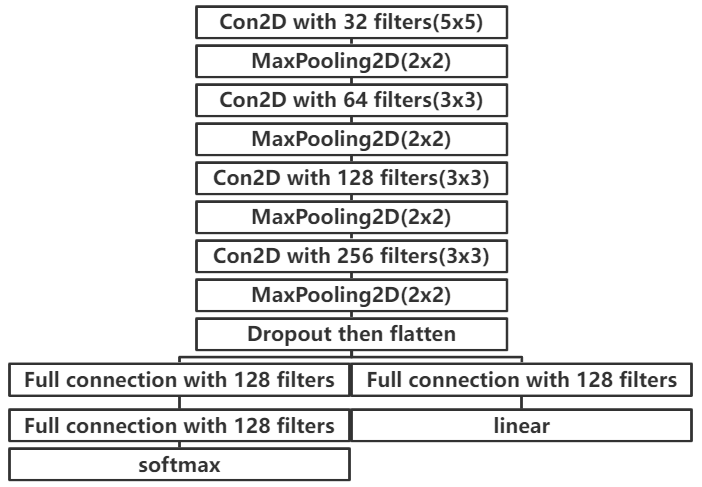 Con2D with 32 filters(5x5)
MaxPooling2D(2x2)
Con2D with 64 filters(3x3)
MaxPooling2D(2x2)
Con2D with 128 filters(3x3)
MaxPooling2D(2x2)
Con2D with 256 filters(3x3)
MaxPooling2D(2x2)
Dropout then flatten
Full connection with 128 filters
Full connection with 128 filters
Full connection with 128 filters
linear
softmax